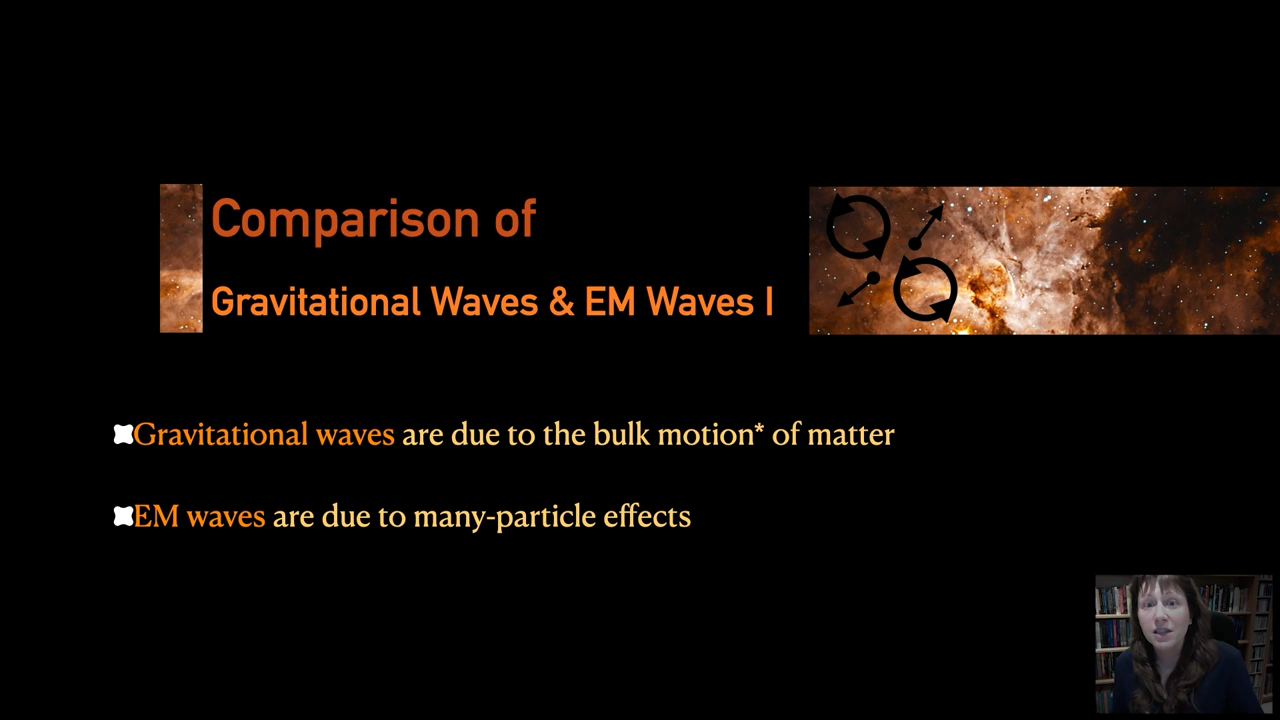 Comparison of
Gravitational Waves & EM Waves I
Gravitational waves are due to the bulk motion* of matter
EM waves are due to many-particle effects